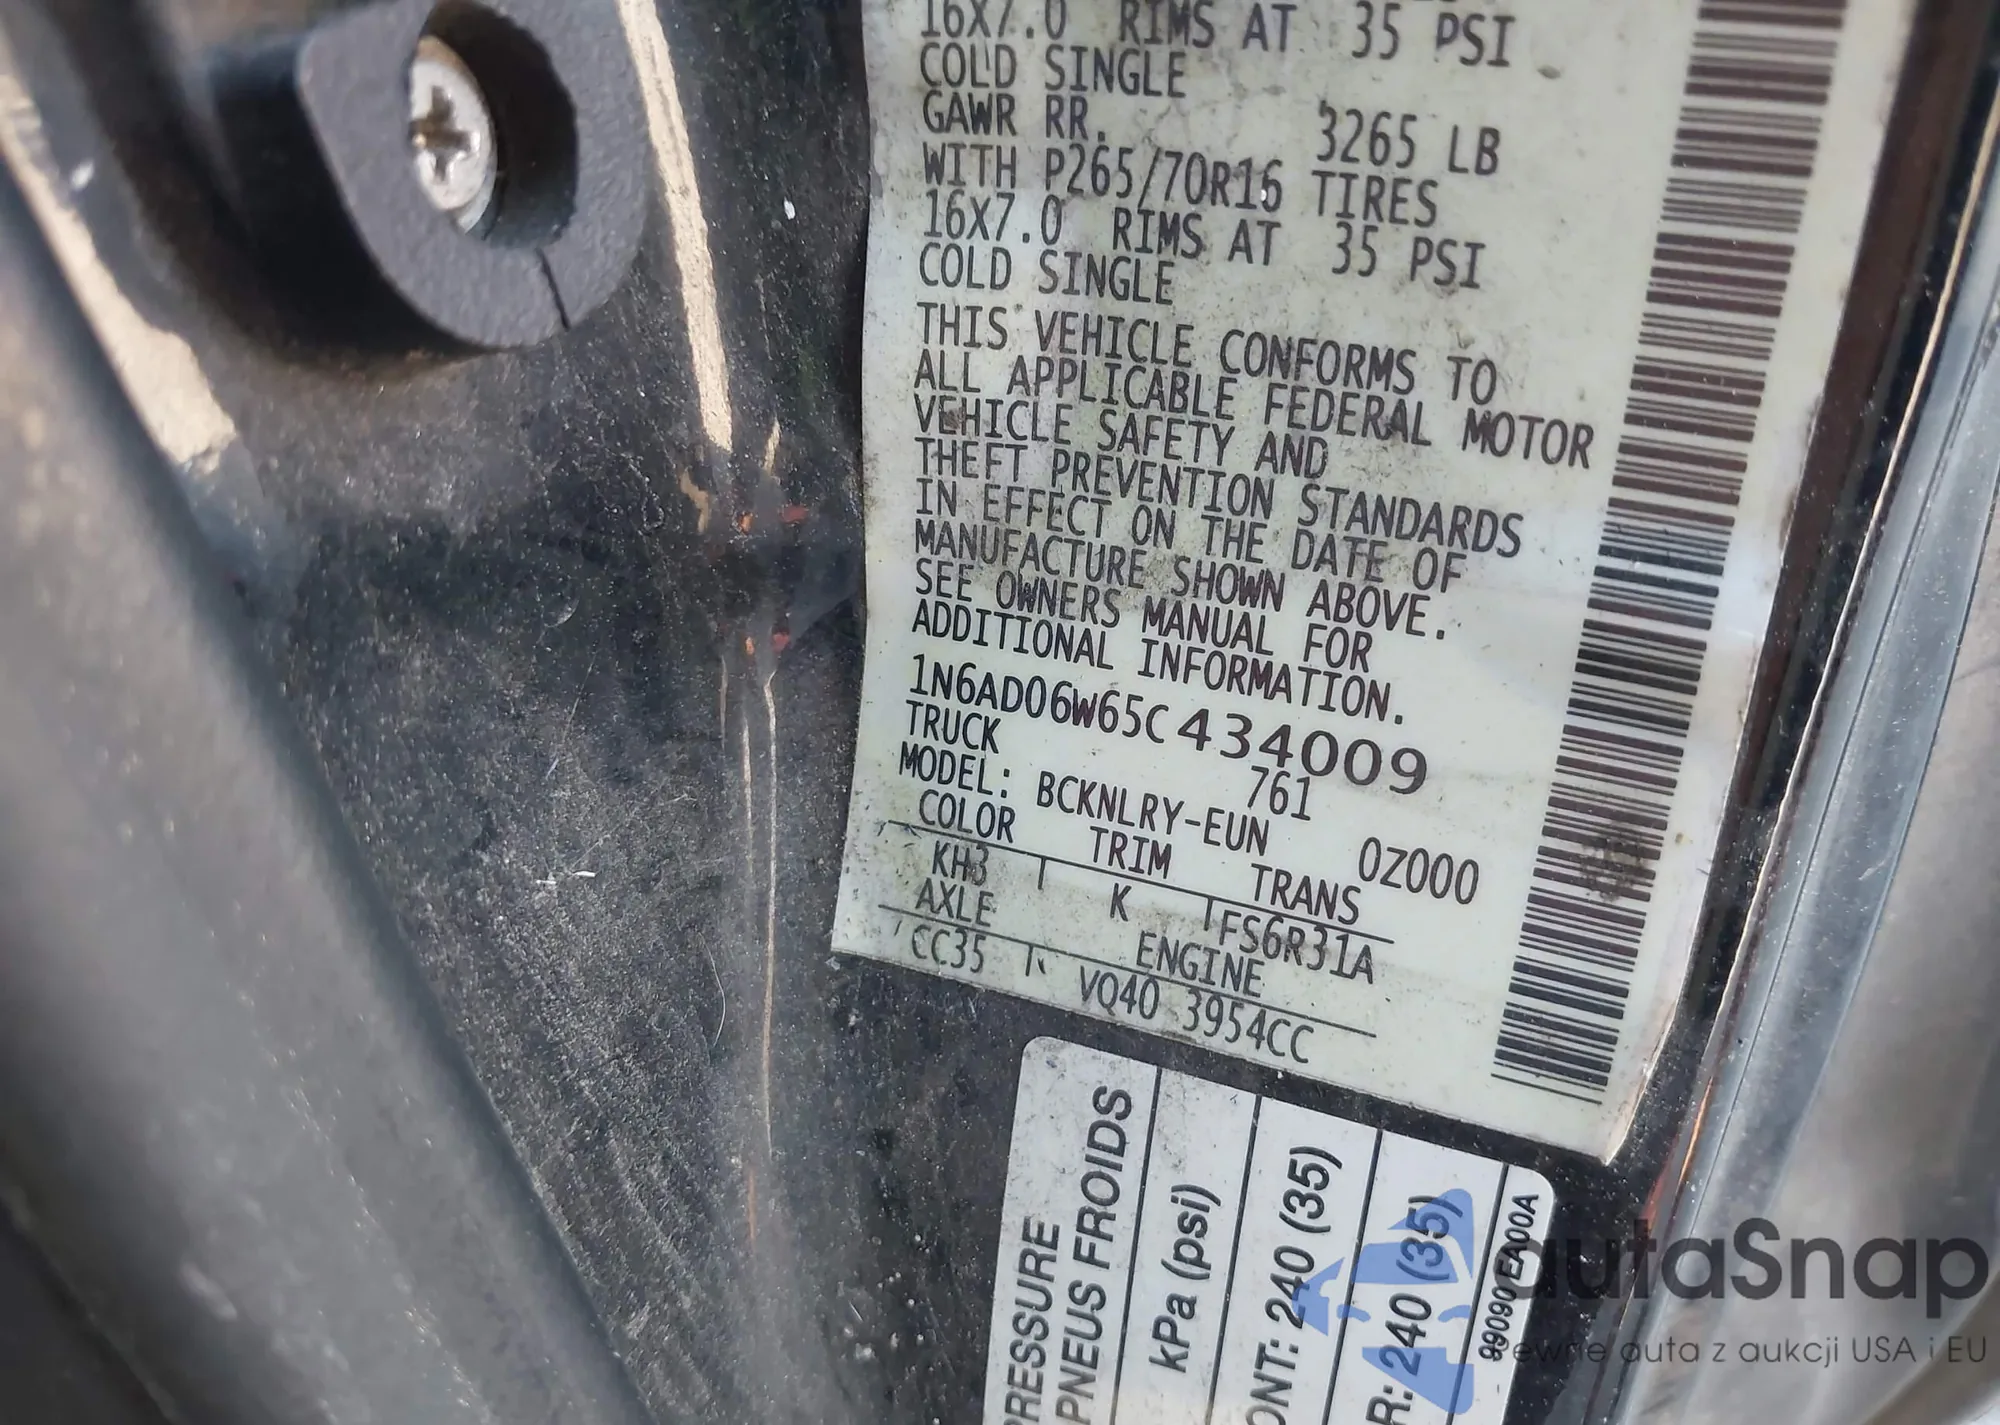 16X7.0 RIMS AT 35 PSI
COLD SINGLE
GAWR RR. 3265 LB
WITH P265/70R16 TIRES
16X7.0 RIMS AT 35 PSI
COLD SINGLE
THIS VEHICLE CONFORMS TO
ALL APPLICABLE FEDERAL MOTOR
VEHICLE SAFETY AND
THEFT PREVENTION STANDARDS
IN EFFECT ON THE DATE OF
MANUFACTURE SHOWN ABOVE.
SEE OWNERS MANUAL FOR
ADDITIONAL INFORMATION.
1N6AD06W65C434009
TRUCK 761
MODEL: BCKNLRY-EUN 0Z000
COLOR TRIM TRANS
KH3 K FS6R31A
AXLE ENGINE
CC35 VQ40 3954CC
PRESSURE
PNEUS FROIDS
kPa (psi)
ONT: 240 (35)
R: 240 (35)
99090 EA00A
autaSnap
pewne auta z aukcji USA i EU